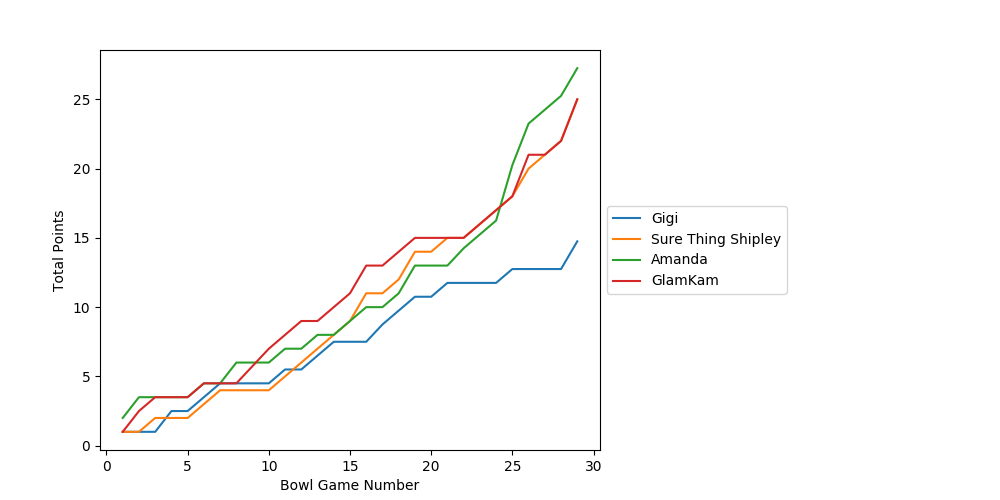 Total Points
25
20
15
10
5
0
0 5 10 15 20 25 30
Bowl Game Number
Gigi
Sure Thing Shipley
Amanda
GlamKam